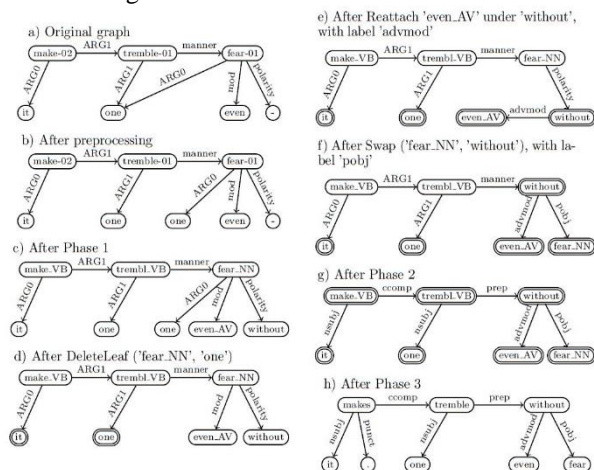 a) Original graph
make-02 ARG1 tremble-01 manner fear-01
ARG0 ARG1 ARG0 mod polarity
it one even -
b) After preprocessing
make-02 ARG1 tremble-01 manner fear-01
ARG0 ARG1 ARG0 mod polarity
it one one even -
c) After Phase 1
make_VB ARG1 trembl_VB manner fear_NN
ARG0 ARG1 ARG0 mod polarity
it one one even_AV without
d) After DeleteLeaf ('fear_NN', 'one')
make_VB ARG1 trembl_VB manner fear_NN
ARG0 ARG1 mod polarity
it one even_AV without
e) After Reattach 'even_AV' under 'without',
with label 'advmod'
make_VB ARG1 trembl_VB manner fear_NN
ARG0 ARG1 polarity
it one even_AV advmod without
f) After Swap ('fear_NN', 'without'), with la-
bel 'pobj'
make_VB ARG1 trembl_VB manner without
ARG0 ARG1 advmod pobj
it one even_AV fear_NN
g) After Phase 2
make_VB ccomp trembl_VB prep without
nsubj nsubj advmod pobj
it one even_AV fear_NN
h) After Phase 3
makes ccomp tremble prep without
nsubj punct nsubj advmod pobj
it . one even fear